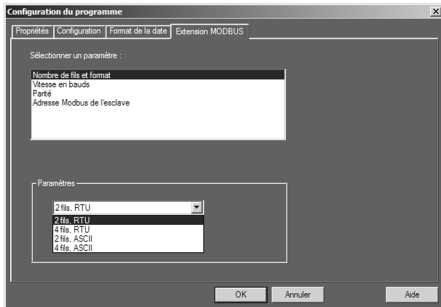 Configuration du programme
Propriétés Configuration Format de la date Extension MODBUS
Sélectionner un paramètre :
Nombre de fils et format
Vitesse en bauds
Parité
Adresse Modbus de l'esclave
Paramètres
2 fils, RTU
2 fils, RTU
4 fils, RTU
2 fils, ASCII
4 fils, ASCII
OK Annuler Aide